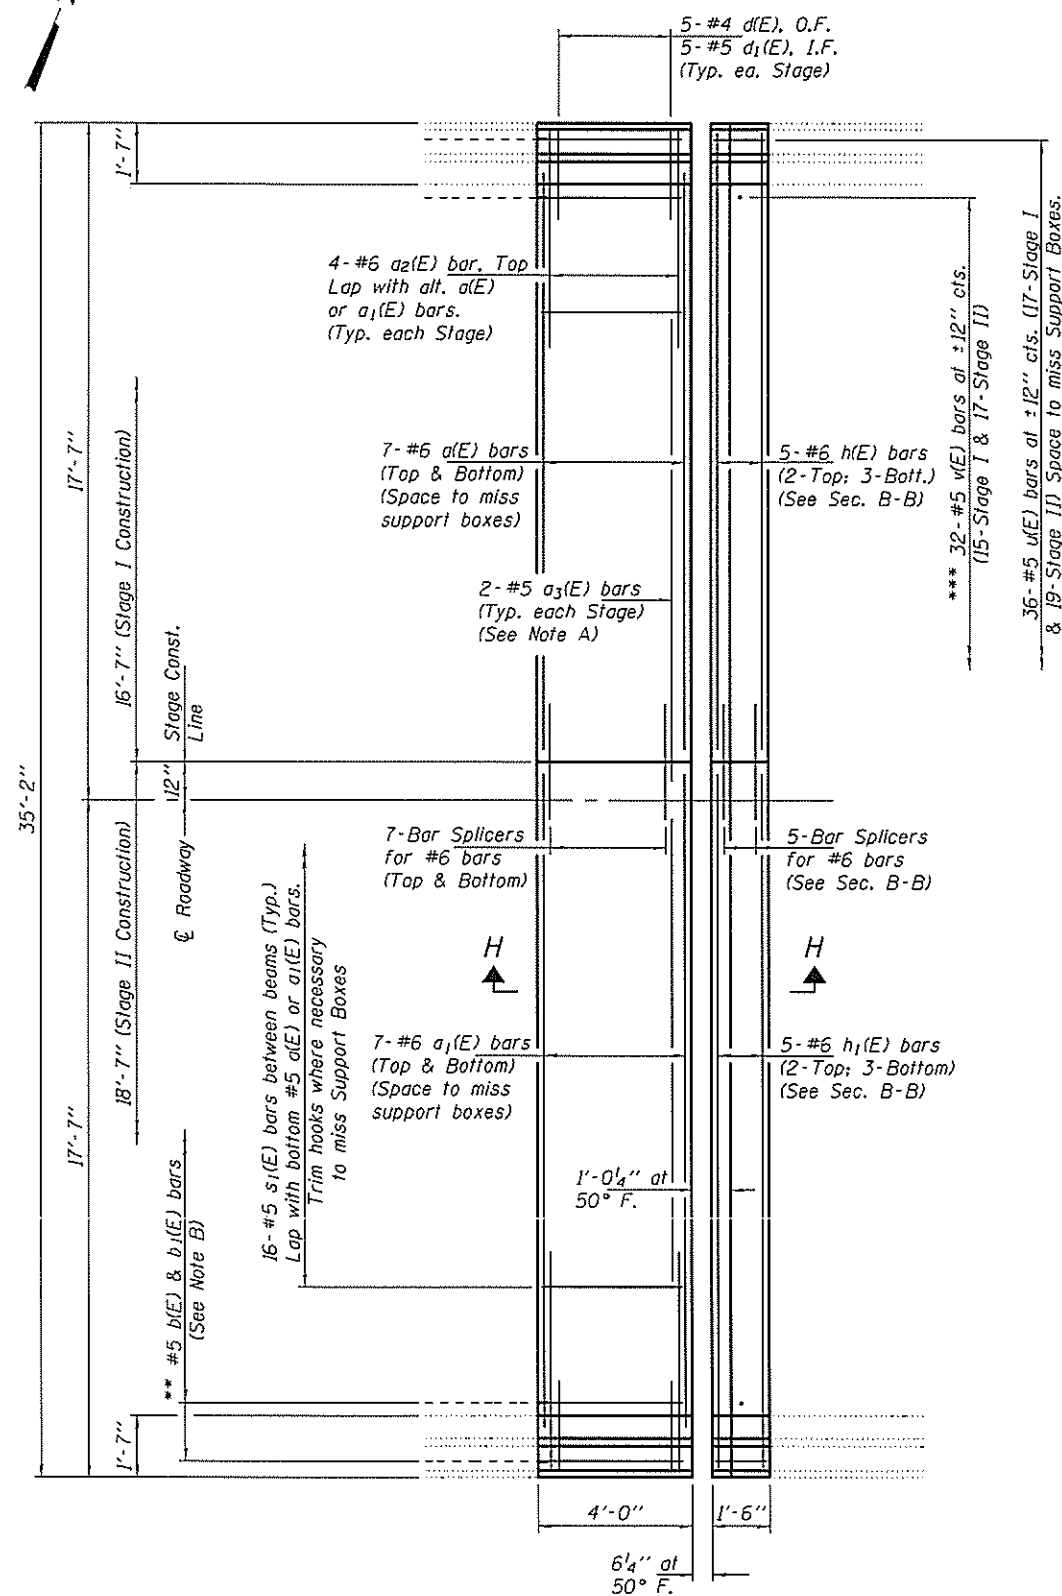 N
5-#4 d(E), O.F.
5-#5 d1(E), I.F.
(Typ. ea. Stage)
1'-7"
4-#6 a2(E) bar, Top
Lap with alt. a(E)
or a1(E) bars.
(Typ. each Stage)
*** 32-#5 v(E) bars at ±12" cts.
(15-Stage I & 17-Stage II)
36-#5 u(E) bars at ±12" cts. (17-Stage I
& 19-Stage II) Space to miss Support Boxes.
17'-7"
16'-7" (Stage I Construction)
7-#6 a(E) bars
(Top & Bottom)
(Space to miss
support boxes)
5-#6 h(E) bars
(2-Top; 3-Bott.)
(See Sec. B-B)
2-#5 a3(E) bars
(Typ. each Stage)
(See Note A)
Stage Const.
Line
35'-2"
12"
℄ Roadway
7-Bar Splicers
for #6 bars
(Top & Bottom)
5-Bar Splicers
for #6 bars
(See Sec. B-B)
H
H
18'-7" (Stage II Construction)
17'-7"
16-#5 s1(E) bars between beams (Typ.)
Lap with bottom #5 a(E) or a1(E) bars.
Trim hooks where necessary
to miss Support Boxes
7-#6 a1(E) bars
(Top & Bottom)
(Space to miss
support boxes)
5-#6 h1(E) bars
(2-Top; 3-Bottom)
(See Sec. B-B)
** #5 b(E) & b1(E) bars
(See Note B)
1'-0 1/4" at
50° F.
1'-7"
4'-0"
1'-6"
6 1/4" at
50° F.